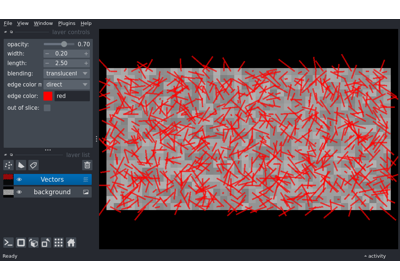 File View Window Plugins Help
layer controls
opacity: 0.70
width: 0.20
length: 2.50
blending: translucent
edge color m direct
edge color: red
out of slice:
layer list
Vectors
background
Ready
activity